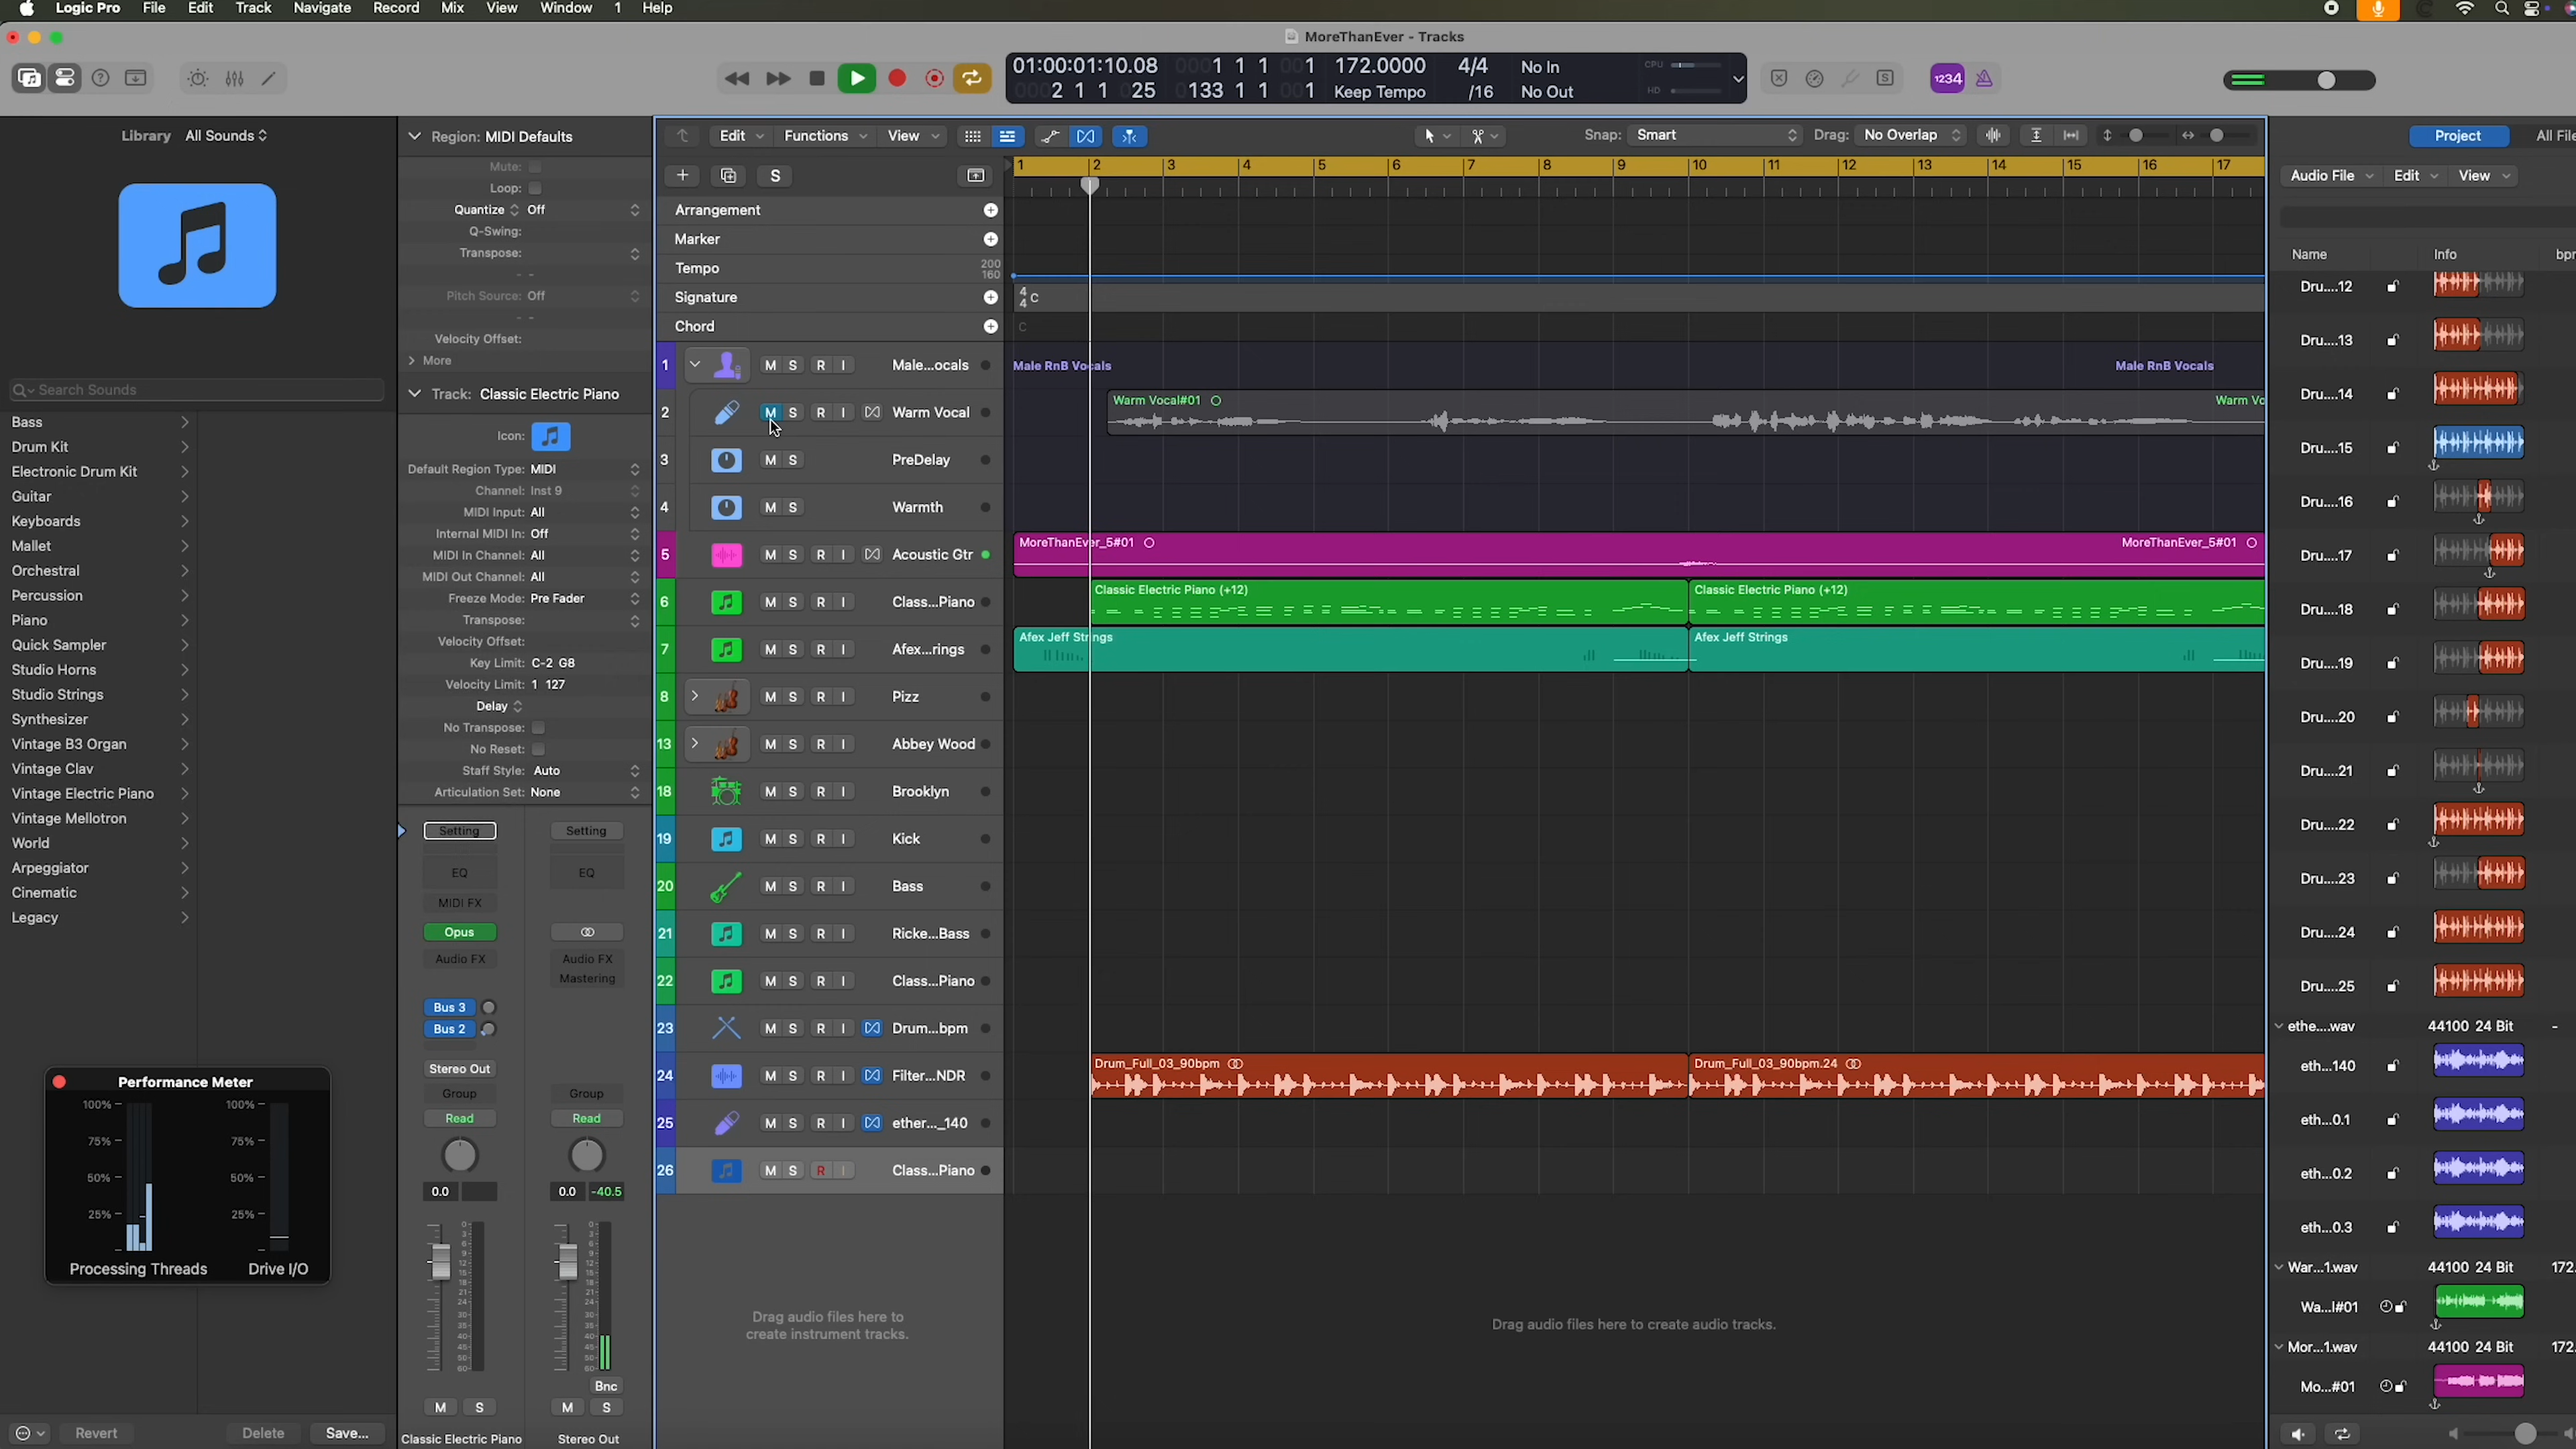 Logic Pro File Edit Track Navigate Record Mix View Window 1 Help
MoreThanEver - Tracks
01:00:01:10.08 0001 1 1 001 172.0000 4/4 No In CPU
0002 1 1 025 0133 1 1 001 Keep Tempo /16 No Out HD
1234
Library All Sounds
Search Sounds
Bass
Drum Kit
Electronic Drum Kit
Guitar
Keyboards
Mallet
Orchestral
Percussion
Piano
Quick Sampler
Studio Horns
Studio Strings
Synthesizer
Vintage B3 Organ
Vintage Clav
Vintage Electric Piano
Vintage Mellotron
World
Arpeggiator
Cinematic
Legacy
Performance Meter
100% 100%
75% 75%
50% 50%
25% 25%
Processing Threads Drive I/O
Revert Delete Save...
Region: MIDI Defaults
Mute:
Loop:
Quantize Off
Q-Swing:
Transpose:
Pitch Source: Off
Velocity Offset:
More
Track: Classic Electric Piano
Icon:
Default Region Type: MIDI
Channel: Inst 9
MIDI Input: All
Internal MIDI In: Off
MIDI In Channel: All
MIDI Out Channel: All
Freeze Mode: Pre Fader
Transpose:
Velocity Offset:
Key Limit: C-2 G8
Velocity Limit: 1 127
Delay
No Transpose:
No Reset:
Staff Style: Auto
Articulation Set: None
Setting Setting
EQ EQ
MIDI FX
Opus
Audio FX Audio FX
Mastering
Bus 3
Bus 2
Stereo Out
Group Group
Read Read
0.0 0.0 -40.5
Bnc
M S M S
Classic Electric Piano Stereo Out
Edit Functions View Snap: Smart Drag: No Overlap
S
1 2 3 4 5 6 7 8 9 10 11 12 13 14 15 16 17
Arrangement
Marker
Tempo 200
160
Signature 4 C
4
Chord C
1 M S R I Male...ocals Male RnB Vocals Male RnB Vocals
2 M S R I Warm Vocal Warm Vocal#01 Warm Vo
3 M S PreDelay
4 M S Warmth
5 M S R I Acoustic Gtr MoreThanEver_5#01 MoreThanEver_5#01
6 M S R I Class...Piano Classic Electric Piano (+12) Classic Electric Piano (+12)
7 M S R I Afex...rings Afex Jeff Strings Afex Jeff Strings
8 M S R I Pizz
13 M S R I Abbey Wood
18 M S R I Brooklyn
19 M S R I Kick
20 M S R I Bass
21 M S R I Ricke...Bass
22 M S R I Class...Piano
23 M S R I Drum...bpm
24 M S R I Filter...NDR Drum_Full_03_90bpm Drum_Full_03_90bpm.24
25 M S R I ether..._140
26 M S R I Class...Piano
Drag audio files here to
create instrument tracks.
Drag audio files here to create audio tracks.
Project All File
Audio File Edit View
Name Info bpr
Dru....12
Dru....13
Dru....14
Dru....15
Dru....16
Dru....17
Dru....18
Dru....19
Dru....20
Dru....21
Dru....22
Dru....23
Dru....24
Dru....25
ethe....wav 44100 24 Bit -
eth...140
eth...0.1
eth...0.2
eth...0.3
War...1.wav 44100 24 Bit 172.
Wa...l#01
Mor...1.wav 44100 24 Bit 172.
Mo...#01